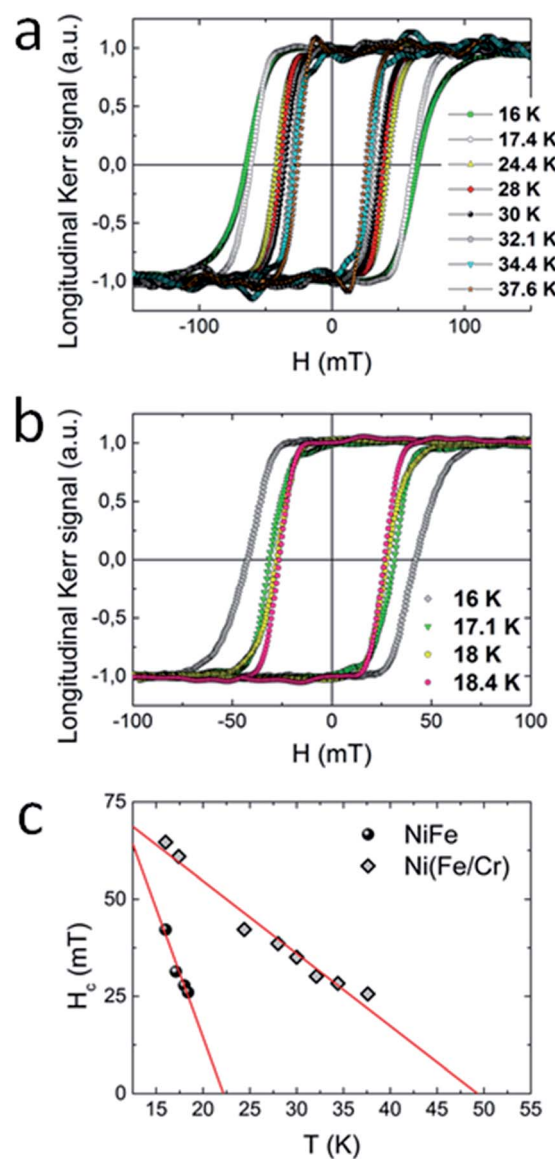 a
Longitudinal Kerr signal (a.u.)
1,0
0,5
0,0
-0,5
-1,0
-100 0 100
H (mT)
16 K
17.4 K
24.4 K
28 K
30 K
32.1 K
34.4 K
37.6 K
b
Longitudinal Kerr signal (a.u.)
1,0
0,5
0,0
-0,5
-1,0
-100 -50 0 50 100
H (mT)
16 K
17.1 K
18 K
18.4 K
c
H_c (mT)
75
50
25
0
15 20 25 30 35 40 45 50 55
T (K)
NiFe
Ni(Fe/Cr)